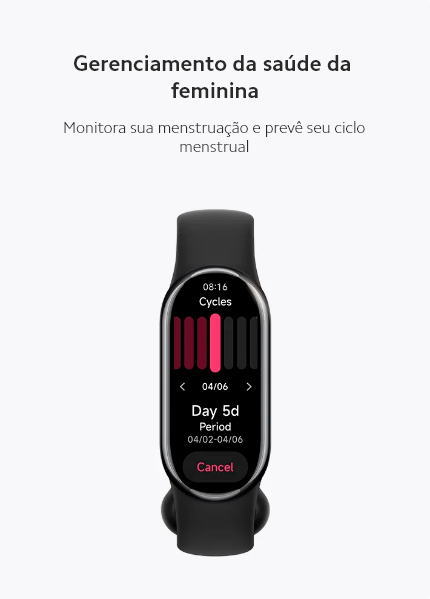 Gerenciamento da saúde da
feminina
Monitora sua menstruação e prevê seu ciclo
menstrual
08:16
Cycles
< 04/06 >
Day 5d
Period
04/02-04/06
Cancel